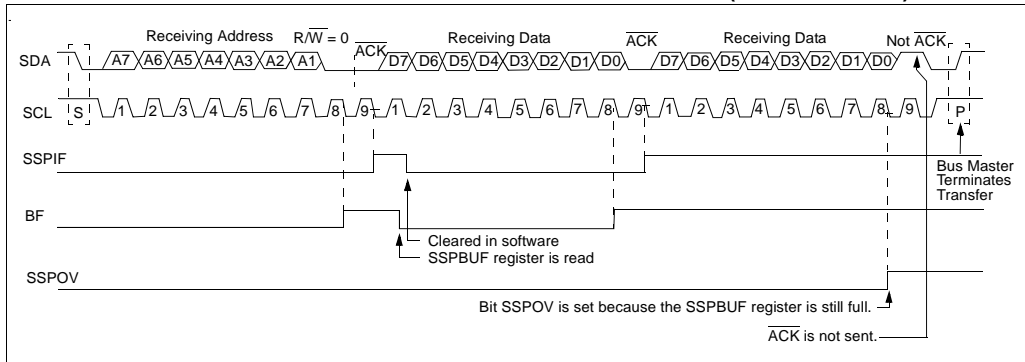 Receiving Address R/W = 0 ACK Receiving Data ACK Receiving Data Not ACK
SDA A7 A6 A5 A4 A3 A2 A1 D7 D6 D5 D4 D3 D2 D1 D0 D7 D6 D5 D4 D3 D2 D1 D0
SCL S 1 2 3 4 5 6 7 8 9 1 2 3 4 5 6 7 8 9 1 2 3 4 5 6 7 8 9 P
SSPIF
Bus Master
Terminates
Transfer
BF
Cleared in software
SSPBUF register is read
SSPOV
Bit SSPOV is set because the SSPBUF register is still full.
ACK is not sent.